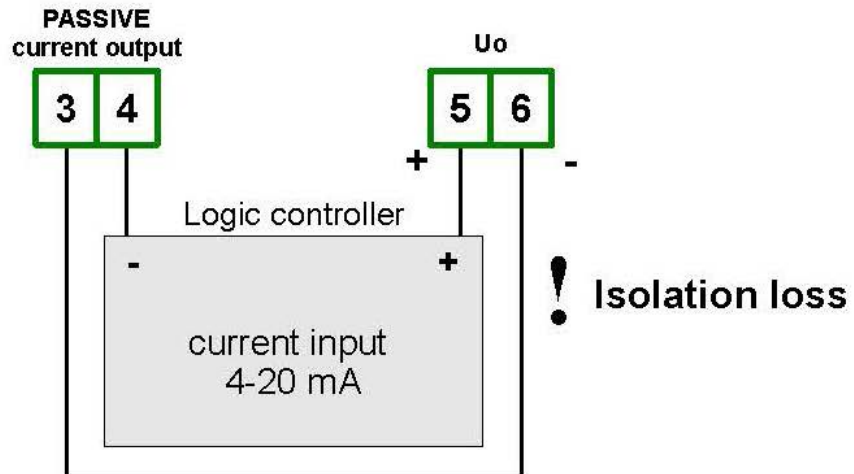 PASSIVE
current output
Uo
3 4
5 6
+ -
Logic controller
- +
! Isolation loss
current input
4-20 mA